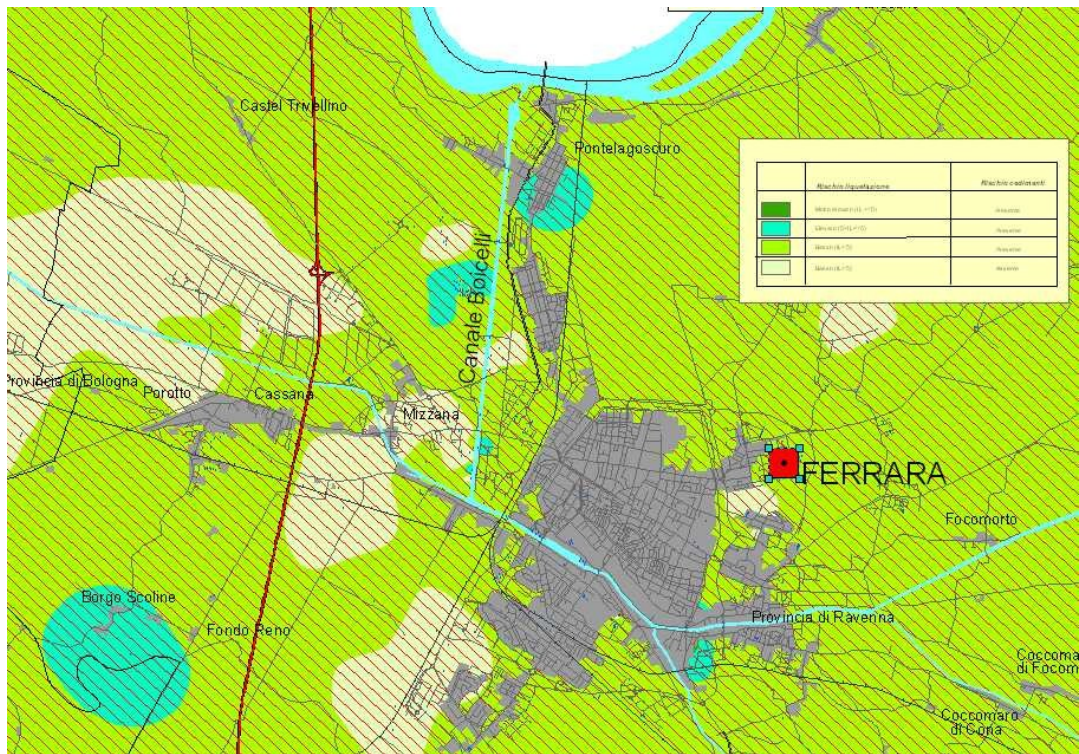 Castel Trivellino
Pontelagoscuro
Rischio liquefazione
Rischio cedimenti
Canale Boicelli
Provincia di Bologna
Porotto
Cassana
Mizzana
FERRARA
Focomorto
Borgo Scoline
Fondo Reno
Provincia di Ravenna
Coccoma
di Focom
Coccomaro
di Cona